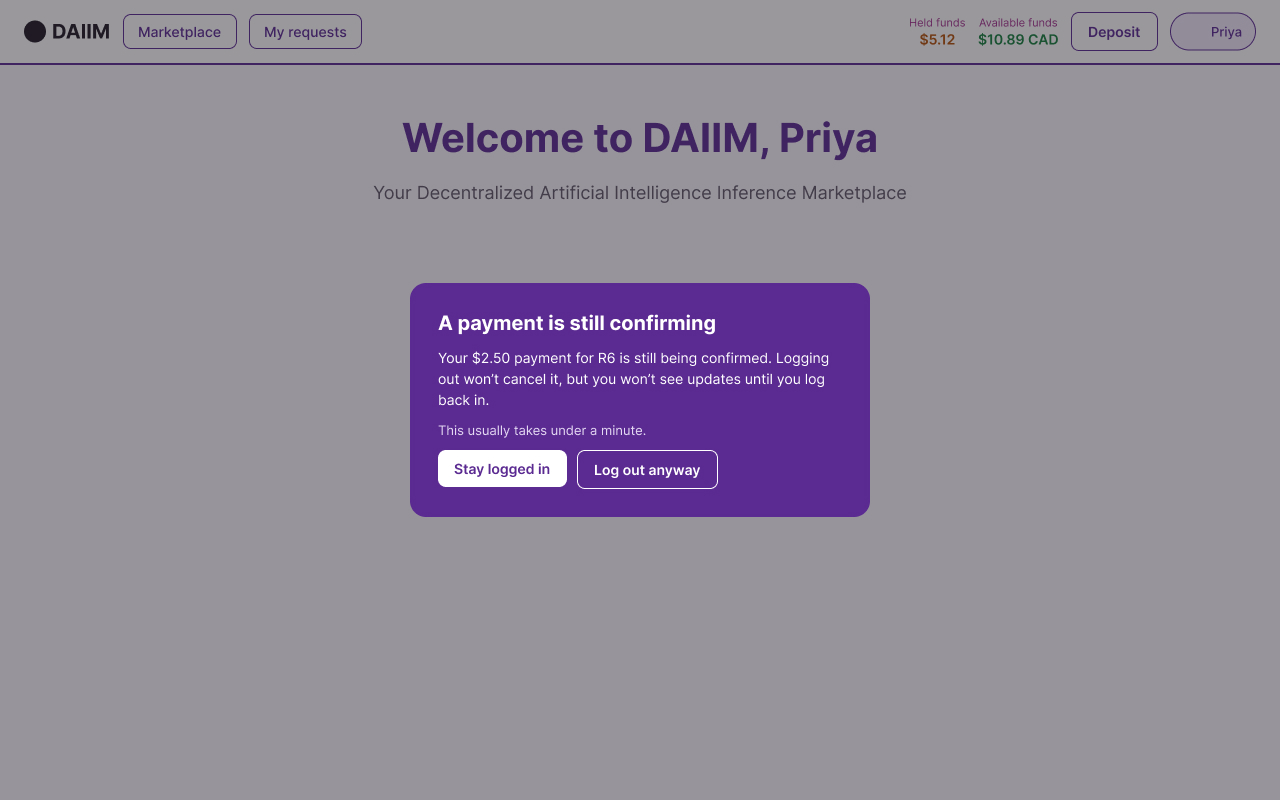 DAIIM
Marketplace
My requests
Held funds
$5.12
Available funds
$10.89 CAD
Deposit
Priya
Welcome to DAIIM, Priya
Your Decentralized Artificial Intelligence Inference Marketplace
A payment is still confirming
Your $2.50 payment for R6 is still being confirmed. Logging
out won’t cancel it, but you won’t see updates until you log
back in.
This usually takes under a minute.
Stay logged in
Log out anyway